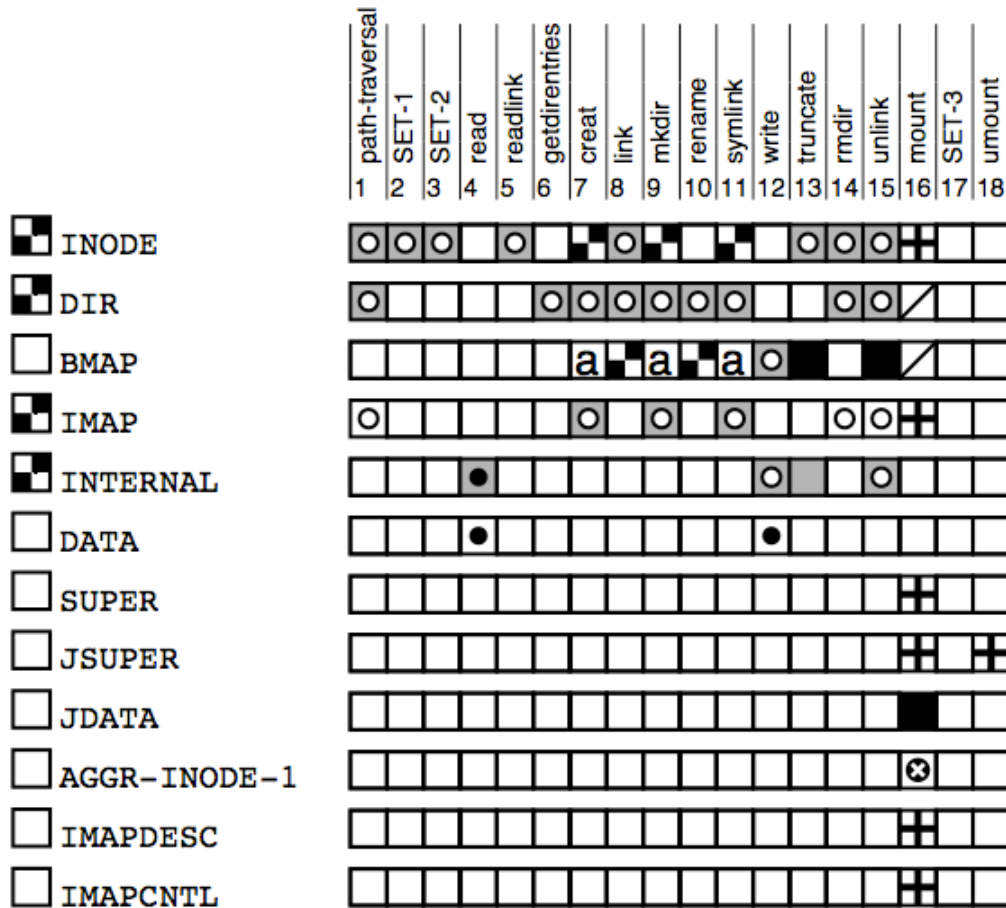 path-traversal
SET-1
SET-2
read
readlink
getdirentries
creat
link
mkdir
rename
symlink
write
truncate
rmdir
unlink
mount
SET-3
umount
1 2 3 4 5 6 7 8 9 10 11 12 13 14 15 16 17 18
INODE
DIR
BMAP a a a
IMAP
INTERNAL
DATA
SUPER
JSUPER
JDATA
AGGR-INODE-1
IMAPDESC
IMAPCNTL